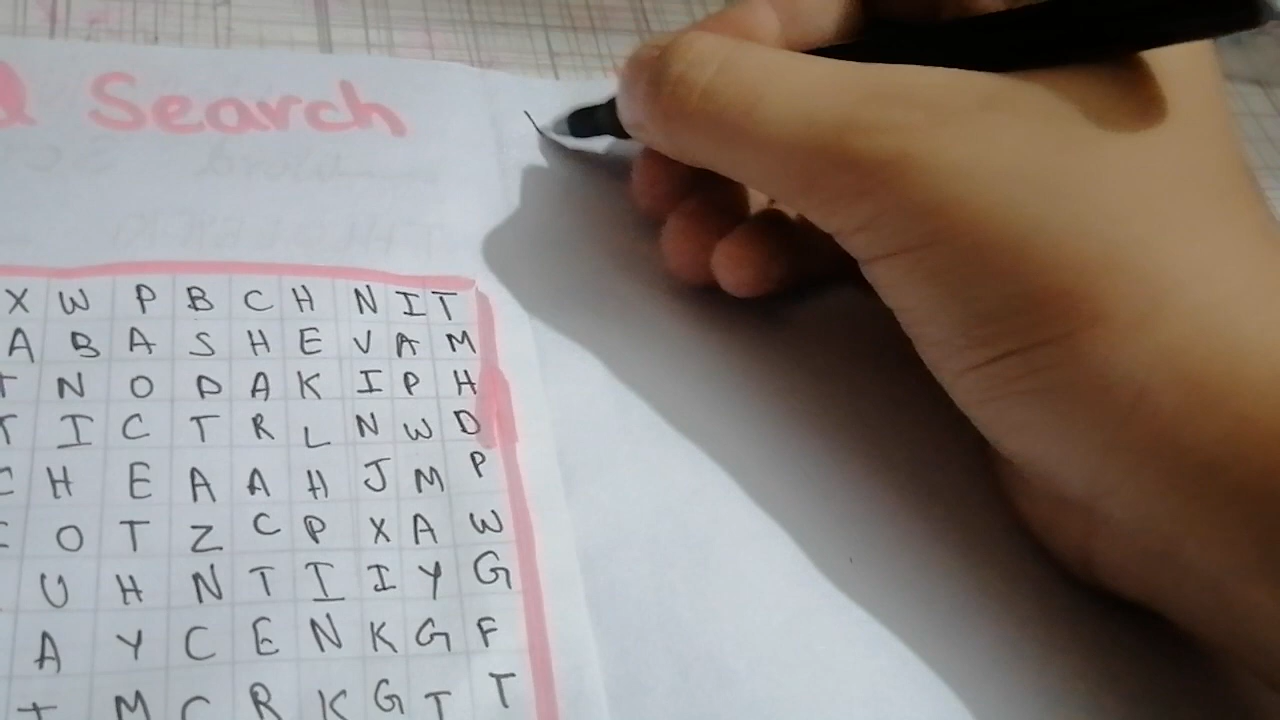 Search
X W P B C H N I T
A B A S H E V A M
N O P A K I P H
I C T R L N W D
H E A A H J M P
O T Z C P X A W
U H N T I I Y G
A Y C E N K G F
M C R K G T T